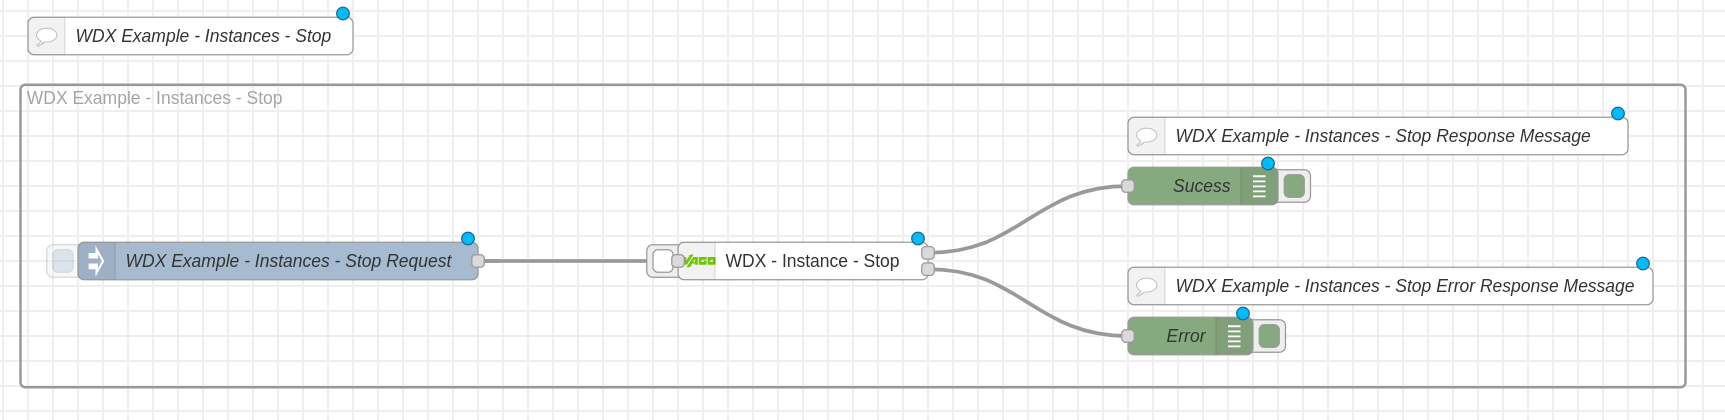 WDX Example - Instances - Stop
WDX Example - Instances - Stop
WDX Example - Instances - Stop Response Message
Sucess
WDX Example - Instances - Stop Request
WAGO
WDX - Instance - Stop
WDX Example - Instances - Stop Error Response Message
Error